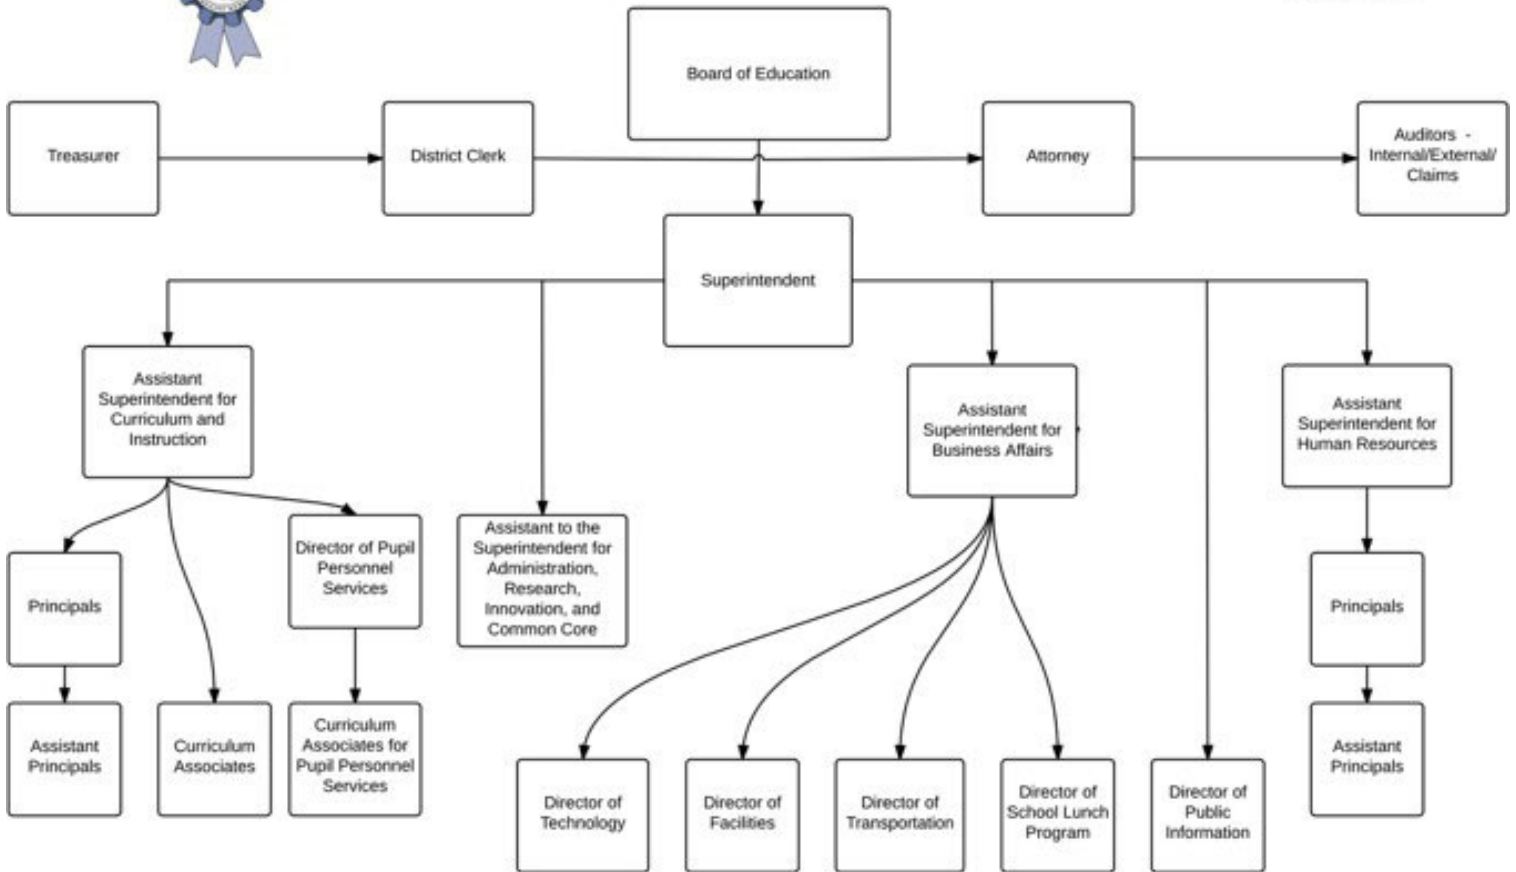 Board of Education
Treasurer
District Clerk
Attorney
Auditors -
Internal/External/
Claims
Superintendent
Assistant
Superintendent for
Curriculum and
Instruction
Assistant
Superintendent for
Business Affairs
Assistant
Superintendent for
Human Resources
Director of Pupil
Personnel
Services
Assistant to the
Superintendent for
Administration,
Research,
Innovation, and
Common Core
Principals
Principals
Assistant
Principals
Curriculum
Associates
Curriculum
Associates for
Pupil Personnel
Services
Assistant
Principals
Director of
Technology
Director of
Facilities
Director of
Transportation
Director of
School Lunch
Program
Director of
Public
Information